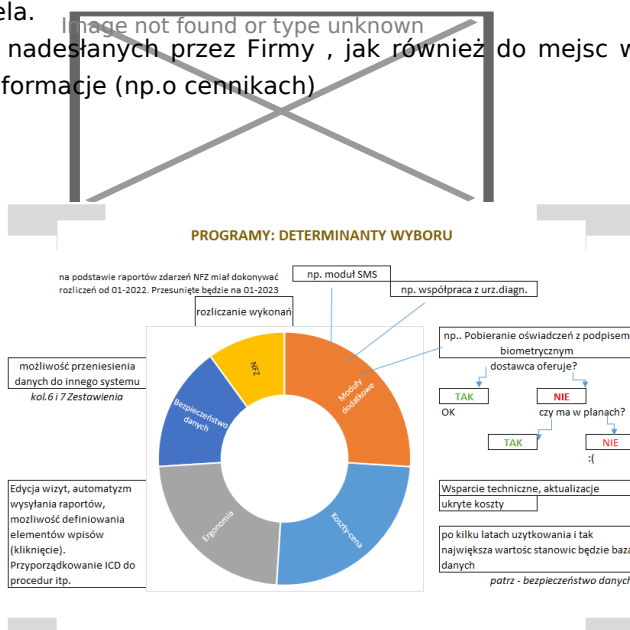 ela.
Image not found or type unknown
nadesłanych przez Firmy , jak również do mejsc w
formacje (np.o cennikach)
PROGRAMY: DETERMINANTY WYBORU
na podstawie raportów zdarzeń NFZ miał dokonywać
rozliczeń od 01-2022. Przesunięte będzie na 01-2023
np. moduł SMS
np. współpraca z urz.diagn.
rozliczanie wykonań
np.. Pobieranie oświadczeń z podpisem
biometrycznym
dostawca oferuje?
TAK
NIE
OK
czy ma w planach?
TAK
NIE
:(
możliwość przeniesienia
danych do innego systemu
kol.6 i 7 Zestawienia
NFZ
Moduły
dodatkowe
Bezpieczeństwo
danych
Ergonomia
Koszty-cena
Edycja wizyt, automatyzm
wysyłania raportów,
możliwość definiowania
elementów wpisów
(kliknięcie).
Przyporządkowanie ICD do
procedur itp.
Wsparcie techniczne, aktualizacje
ukryte koszty
po kilku latach uzytkowania i tak
największa wartośc stanowic będzie baza
danych
patrz - bezpieczeństwo danych